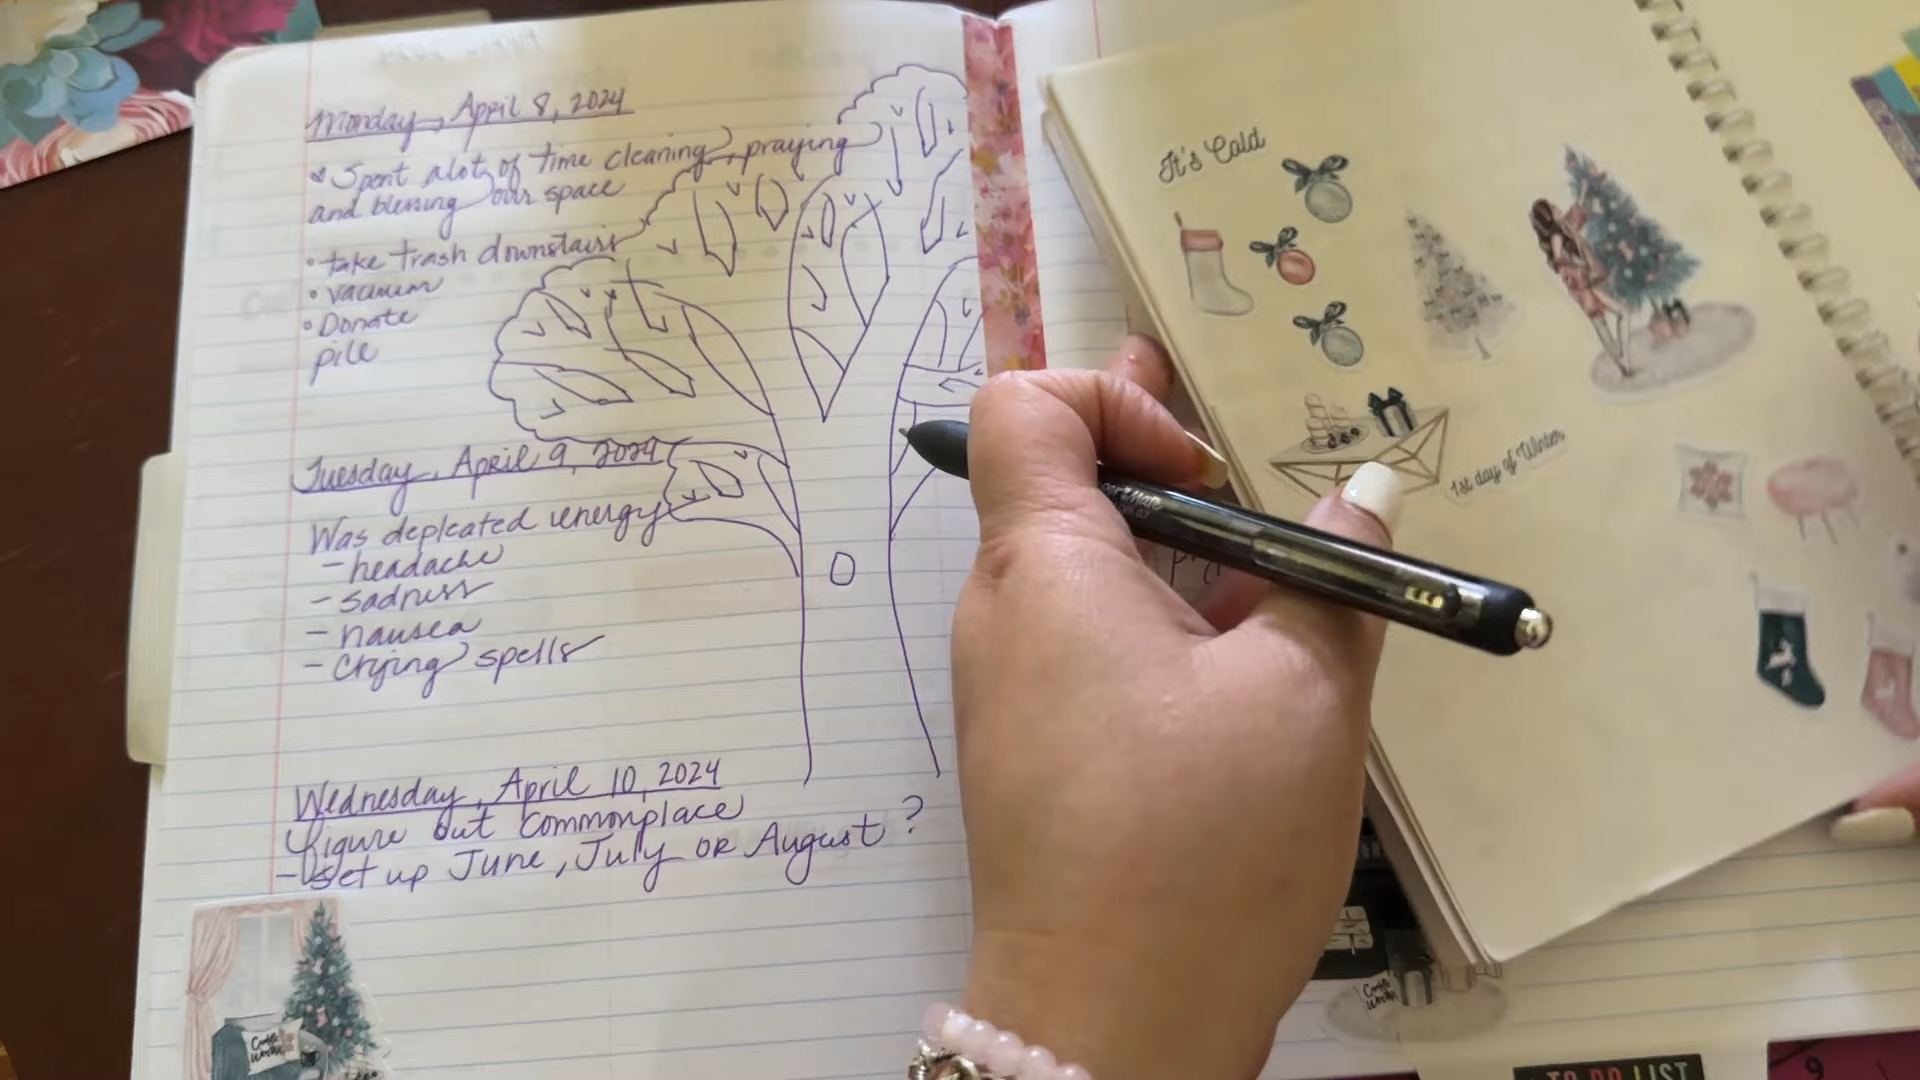 Monday, April 8, 2024
Spent alot of time cleaning, praying
and blessing our space
• take trash downstairs
• vacuum
• Donate
pile
Tuesday, April 9, 2024
Was depleated energy
- headache
- sadness
- nausea
- Crying spells
Wednesday, April 10, 2024
figure out Commonplace
- set up June, July OR August?
It's Cold
1st day of Winter
TO DO LIST
9